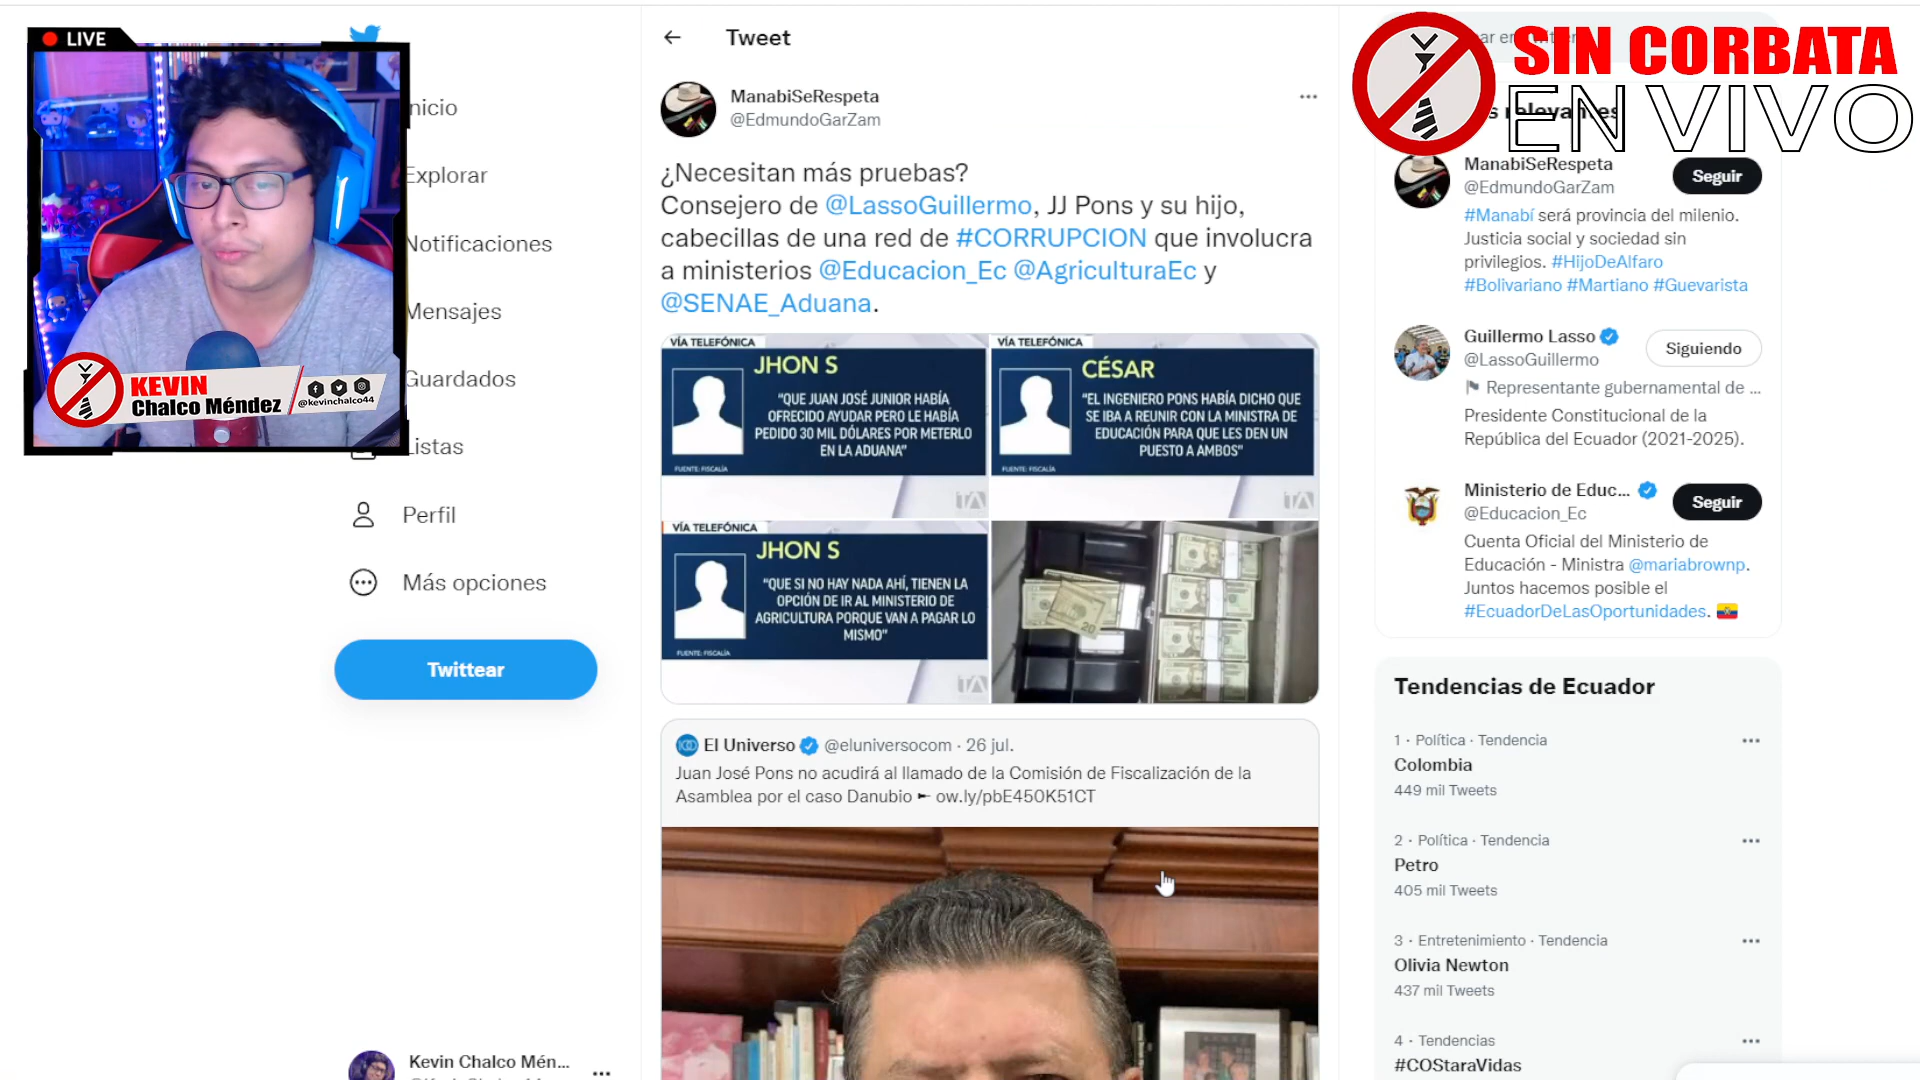 LIVE
KEVIN
Chalco Méndez
@kevinchalco44
SIN CORBATA
EN VIVO
Inicio
Explorar
Notificaciones
Mensajes
Guardados
Listas
Perfil
Más opciones
Twittear
Kevin Chalco Mén...
Tweet
ManabiSeRespeta
@EdmundoGarZam
¿Necesitan más pruebas?
Consejero de @LassoGuillermo, JJ Pons y su hijo,
cabecillas de una red de #CORRUPCION que involucra
a ministerios @Educacion_Ec @AgriculturaEc y
@SENAE_Aduana.
VÍA TELEFÓNICA
JHON S
"QUE JUAN JOSÉ JUNIOR HABÍA
OFRECIDO AYUDAR PERO LE HABÍA
PEDIDO 30 MIL DÓLARES POR METERLO
EN LA ADUANA"
FUENTE: FISCALÍA
TA
VÍA TELEFÓNICA
CÉSAR
"EL INGENIERO PONS HABÍA DICHO QUE
SE IBA A REUNIR CON LA MINISTRA DE
EDUCACIÓN PARA QUE LES DEN UN
PUESTO A AMBOS"
FUENTE: FISCALÍA
TA
VÍA TELEFÓNICA
JHON S
"QUE SI NO HAY NADA AHÍ, TIENEN LA
OPCIÓN DE IR AL MINISTERIO DE
AGRICULTURA PORQUE VAN A PAGAR LO
MISMO"
FUENTE: FISCALÍA
TA
20
El Universo @eluniversocom · 26 jul.
Juan José Pons no acudirá al llamado de la Comisión de Fiscalización de la
Asamblea por el caso Danubio ► ow.ly/pbE450K51CT
relevantes
ManabiSeRespeta
@EdmundoGarZam
Seguir
#Manabí será provincia del milenio.
Justicia social y sociedad sin
privilegios. #HijoDeAlfaro
#Bolivariano #Martiano #Guevarista
Guillermo Lasso
@LassoGuillermo
Siguiendo
Representante gubernamental de ...
Presidente Constitucional de la
República del Ecuador (2021-2025).
Ministerio de Educ...
@Educacion_Ec
Seguir
Cuenta Oficial del Ministerio de
Educación - Ministra @mariabrownp.
Juntos hacemos posible el
#EcuadorDeLasOportunidades.
Tendencias de Ecuador
1 · Política · Tendencia
Colombia
449 mil Tweets
2 · Política · Tendencia
Petro
405 mil Tweets
3 · Entretenimiento · Tendencia
Olivia Newton
437 mil Tweets
4 · Tendencias
#COStaraVidas